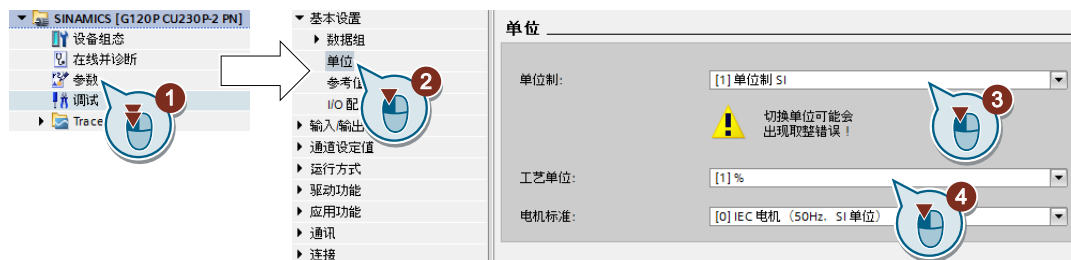 SINAMICS [G120P CU230P-2 PN]
设备组态
在线并诊断
参数
调试
Trace
1
基本设置
数据组
单位
参考值
I/O 配
输入/输出
通道设定值
运行方式
驱动功能
应用功能
通讯
连接
2
单位
单位制:
[1] 单位制 SI
3
切换单位可能会
出现取整错误！
工艺单位:
[1] %
4
电机标准:
[0] IEC 电机（50Hz，SI 单位）